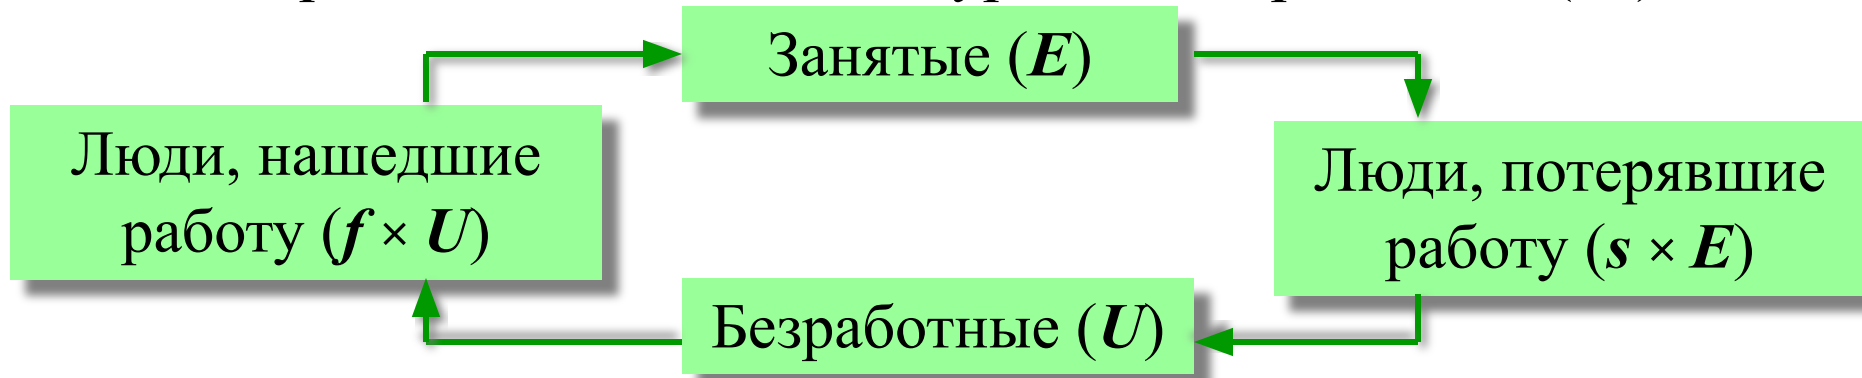 Занятые (E)
Люди, нашедшие
работу (f × U)
Люди, потерявшие
работу (s × E)
Безработные (U)